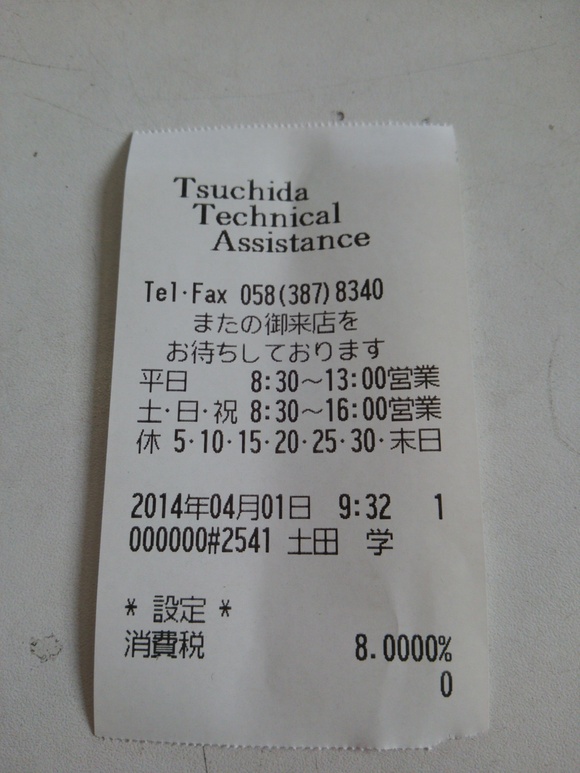 Tsuchida
Technical
Assistance
Tel·Fax 058(387)8340
またの御来店を
お待ちしております
平日 8:30～13:00営業
土·日·祝 8:30～16:00営業
休 5·10·15·20·25·30·末日
2014年04月01日 9:32 1
000000#2541 土田 学
* 設定 *
消費税 8.0000%
0